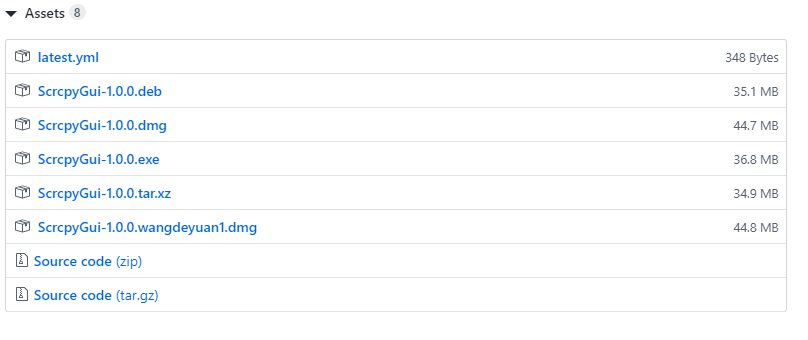 Assets 8
latest.yml 348 Bytes
ScrcpyGui-1.0.0.deb 35.1 MB
ScrcpyGui-1.0.0.dmg 44.7 MB
ScrcpyGui-1.0.0.exe 36.8 MB
ScrcpyGui-1.0.0.tar.xz 34.9 MB
ScrcpyGui-1.0.0.wangdeyuan1.dmg 44.8 MB
Source code (zip)
Source code (tar.gz)